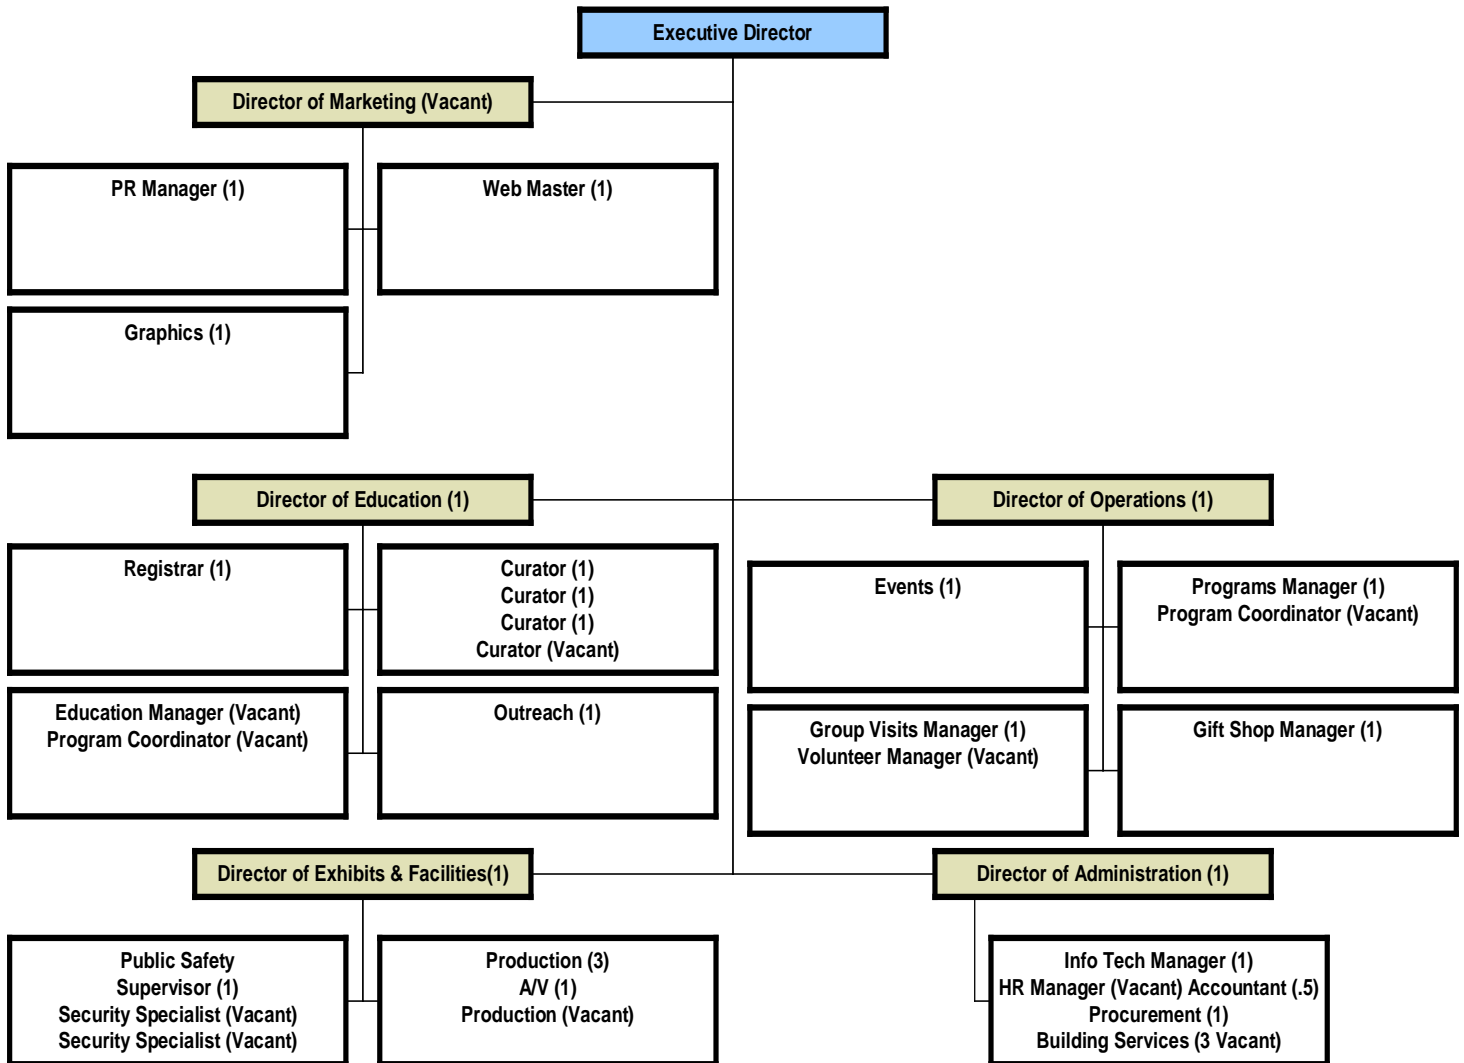 Executive Director
Director of Marketing (Vacant)
PR Manager (1)
Web Master (1)
Graphics (1)
Director of Education (1)
Director of Operations (1)
Registrar (1)
Curator (1)
Curator (1)
Curator (1)
Curator (Vacant)
Events (1)
Programs Manager (1)
Program Coordinator (Vacant)
Education Manager (Vacant)
Program Coordinator (Vacant)
Outreach (1)
Group Visits Manager (1)
Volunteer Manager (Vacant)
Gift Shop Manager (1)
Director of Exhibits & Facilities(1)
Director of Administration (1)
Public Safety
Supervisor (1)
Security Specialist (Vacant)
Security Specialist (Vacant)
Production (3)
A/V (1)
Production (Vacant)
Info Tech Manager (1)
HR Manager (Vacant) Accountant (.5)
Procurement (1)
Building Services (3 Vacant)